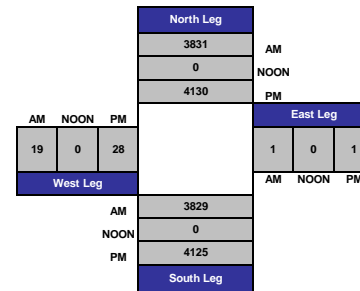 North Leg
3831 AM
0 NOON
4130 PM
AM NOON PM
East Leg
19 0 28
1 0 1
West Leg
AM NOON PM
AM 3829
NOON 0
PM 4125
South Leg